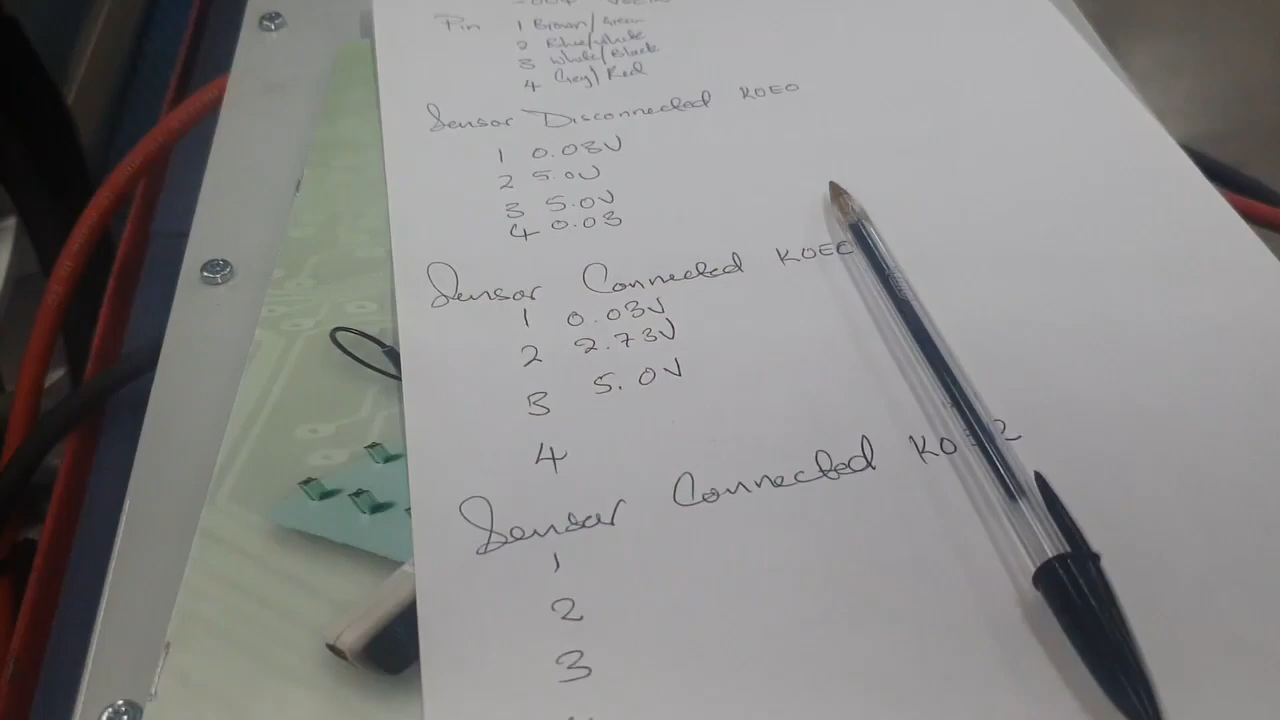 Pin 1 Brown/Green
2 Blue/White
3 White/Black
4 Grey/Red
Sensor Disconnected KOEO
1 0.03V
2 5.0V
3 5.0V
4 0.03
Sensor Connected KOEO
1 0.03V
2 2.73V
3 5.0V
4
Sensor Connected
1
2
3